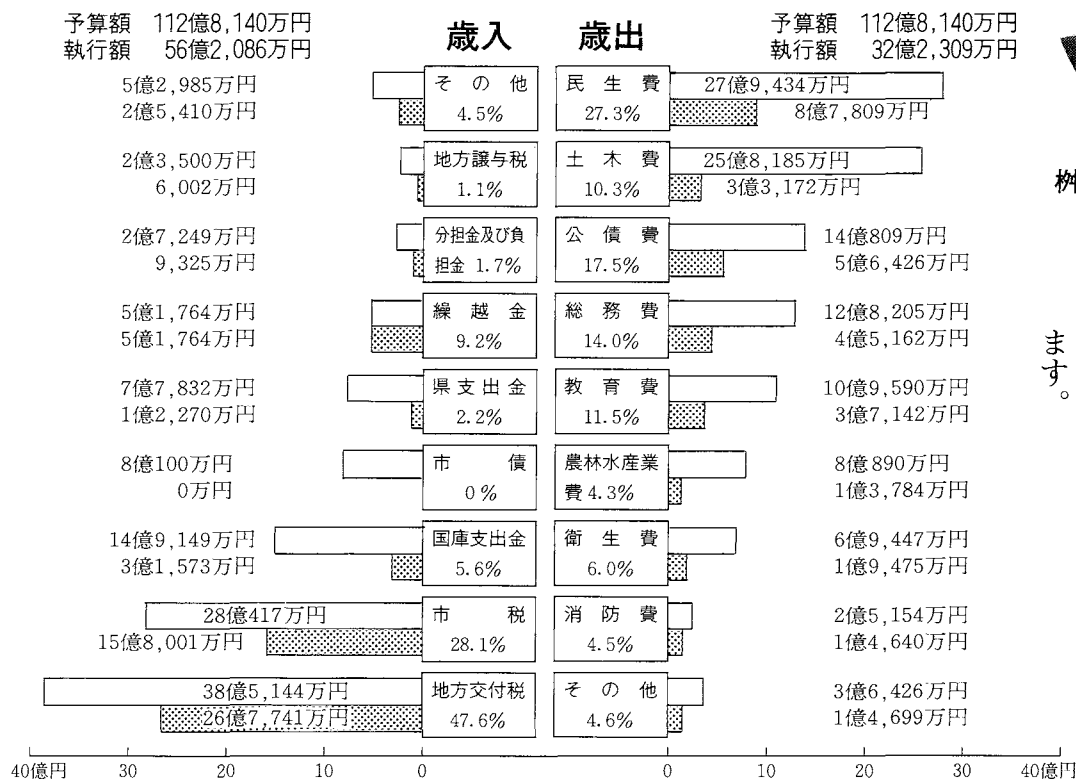 予算額 112億8,140万円
執行額 56億2,086万円
歳入 歳出
予算額 112億8,140万円
執行額 32億2,309万円
5億2,985万円
2億5,410万円
その他
4.5%
民生費
27.3%
27億9,434万円
8億7,809万円
2億3,500万円
6,002万円
地方譲与税
1.1%
土木費
10.3%
25億8,185万円
3億3,172万円
2億7,249万円
9,325万円
分担金及び負
担金 1.7%
公債費
17.5%
14億809万円
5億6,426万円
5億1,764万円
5億1,764万円
繰越金
9.2%
総務費
14.0%
12億8,205万円
4億5,162万円
7億7,832万円
1億2,270万円
県支出金
2.2%
教育費
11.5%
10億9,590万円
3億7,142万円
8億100万円
0万円
市債
0%
農林水産業
費 4.3%
8億890万円
1億3,784万円
14億9,149万円
3億1,573万円
国庫支出金
5.6%
衛生費
6.0%
6億9,447万円
1億9,475万円
28億417万円
15億8,001万円
市税
28.1%
消防費
4.5%
2億5,154万円
1億4,640万円
38億5,144万円
26億7,741万円
地方交付税
47.6%
その他
4.6%
3億6,426万円
1億4,699万円
40億円 30 20 10 0 0 10 20 30 40億円
桝
ます。